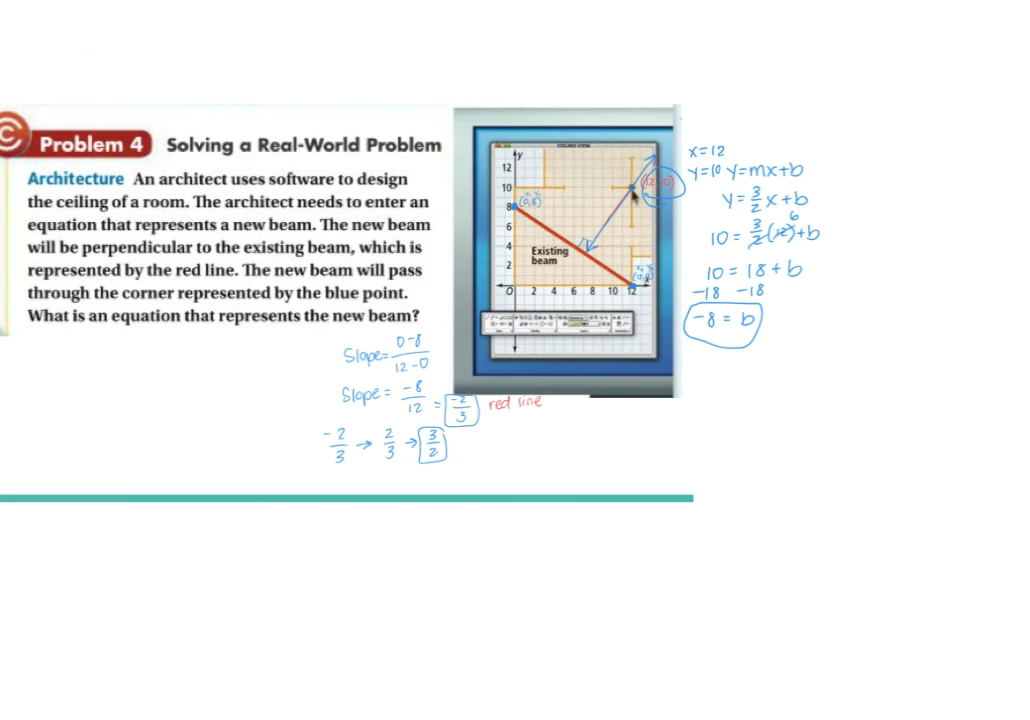 Problem 4 Solving a Real-World Problem
Architecture An architect uses software to design
the ceiling of a room. The architect needs to enter an
equation that represents a new beam. The new beam
will be perpendicular to the existing beam, which is
represented by the red line. The new beam will pass
through the corner represented by the blue point.
What is an equation that represents the new beam?
CEILING VIEW
y
12
10
8
6
4
2
O 2 4 6 8 10 12
x
Existing
beam
(0,8)
(12,10)
(12,0)
x=12
y=10 y=mx+b
y=3/2x+b
10=3/2(12)+b
6
10=18+b
-18 -18
-8=b
Slope=0-8/12-0
Slope=-8/12=-2/3 red line
-2/3→2/3→3/2